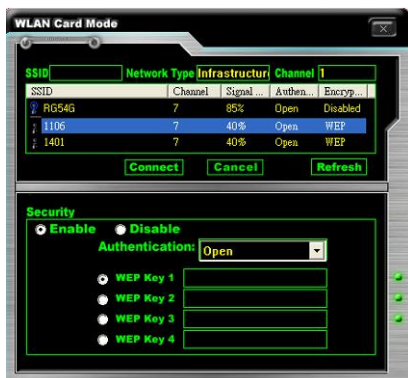 WLAN Card Mode
SSID Network Type Infrastructur Channel 1
SSID Channel Signal ... Authen... Encryp...
RG54G 7 85% Open Disabled
1106 7 40% Open WEP
1401 7 40% Open WEP
Connect Cancel Refresh
Security
Enable Disable
Authentication: Open
WEP Key 1
WEP Key 2
WEP Key 3
WEP Key 4